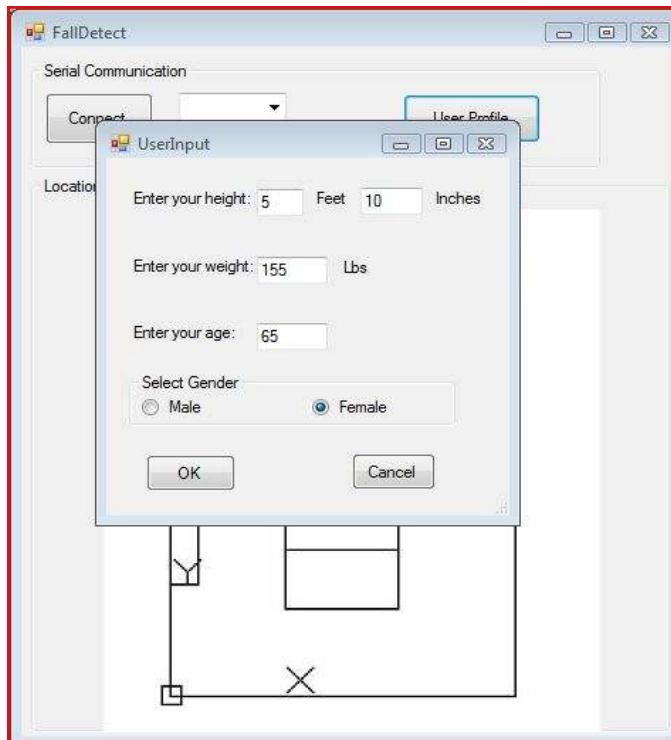 FallDetect
Serial Communication
Connect
User Profile
UserInput
Location
Enter your height: 5 Feet 10 Inches
Enter your weight: 155 Lbs
Enter your age: 65
Select Gender
Male Female
OK Cancel
Y
X